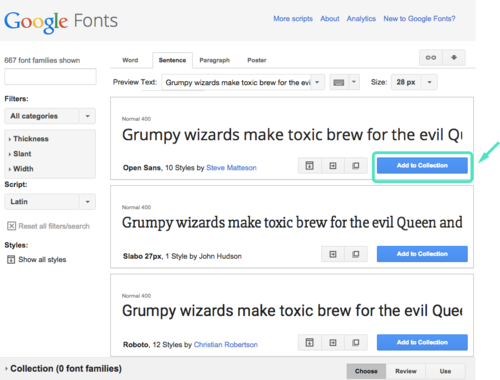 Google Fonts
More scripts About Analytics New to Google Fonts?
667 font families shown
Word Sentence Paragraph Poster
Preview Text: Grumpy wizards make toxic brew for the evi Size: 28 px
Filters:
All categories
Thickness
Slant
Width
Script:
Latin
Reset all filters/search
Styles:
Show all styles
Normal 400
Grumpy wizards make toxic brew for the evil Qu
Open Sans, 10 Styles by Steve Matteson Add to Collection
Normal 400
Grumpy wizards make toxic brew for the evil Queen and
Slabo 27px, 1 Style by John Hudson Add to Collection
Normal 400
Grumpy wizards make toxic brew for the evil Quee
Roboto, 12 Styles by Christian Robertson Add to Collection
Collection (0 font families) Choose Review Use